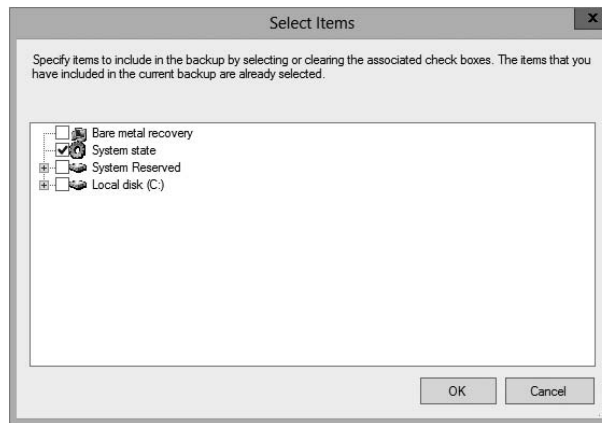 Select Items
x
Specify items to include in the backup by selecting or clearing the associated check boxes. The items that you
have included in the current backup are already selected.
Bare metal recovery
System state
System Reserved
Local disk (C:)
OK Cancel